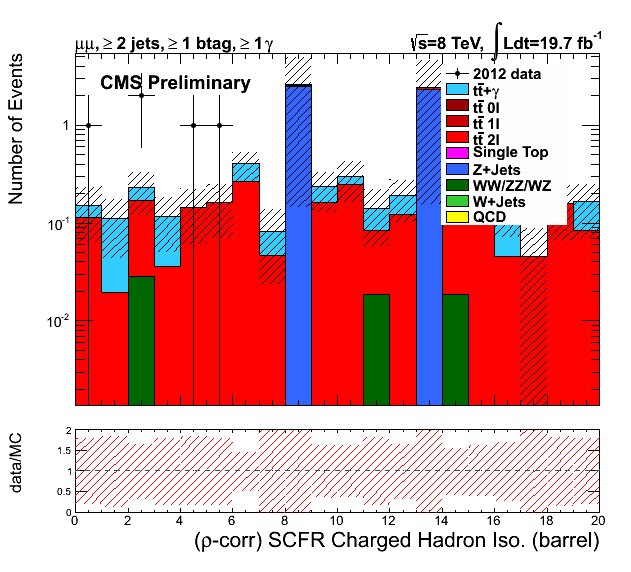 μμ, ≥ 2 jets, ≥ 1 btag, ≥ 1 γ
√s=8 TeV, ∫ Ldt=19.7 fb⁻¹
CMS Preliminary
2012 data
tt̄+γ
tt̄ 0l
tt̄ 1l
tt̄ 2l
Single Top
Z+Jets
WW/ZZ/WZ
W+Jets
QCD
Number of Events
1
10⁻¹
10⁻²
data/MC
2
1.5
1
0.5
0
0 2 4 6 8 10 12 14 16 18 20
(ρ-corr) SCFR Charged Hadron Iso. (barrel)